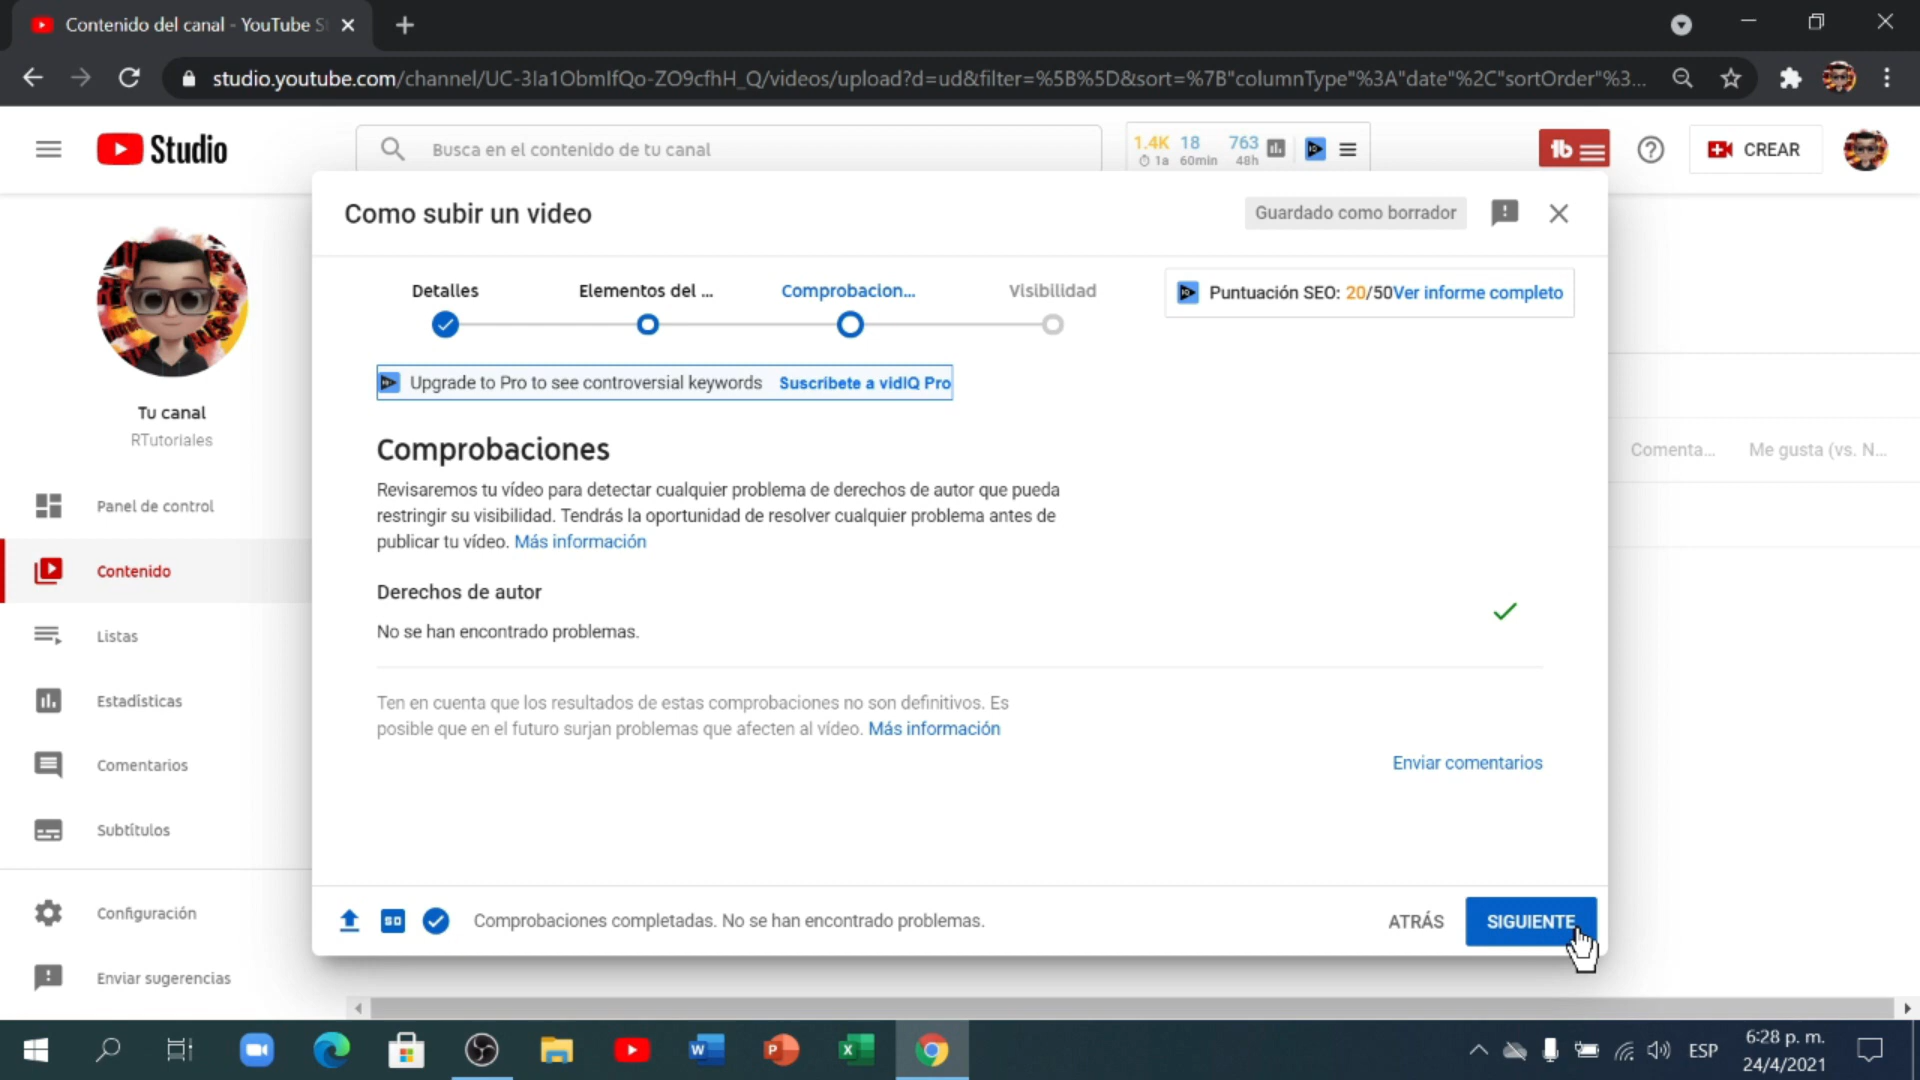 Contenido del canal - YouTube S
studio.youtube.com/channel/UC-3Ia1ObmIfQo-ZO9cfhH_Q/videos/upload?d=ud&filter=%5B%5D&sort=%7B"columnType"%3A"date"%2C"sortOrder"%3...
Studio
Busca en el contenido de tu canal
1.4K 18 763
1a 60min 48h
tb
CREAR
Como subir un video
Guardado como borrador
Detalles
Elementos del ...
Comprobacion...
Visibilidad
Puntuación SEO: 20/50Ver informe completo
Upgrade to Pro to see controversial keywords Suscríbete a vidIQ Pro
Tu canal
RTutoriales
Panel de control
Contenido
Listas
Estadísticas
Comentarios
Subtítulos
Configuración
Enviar sugerencias
Comprobaciones
Revisaremos tu vídeo para detectar cualquier problema de derechos de autor que pueda
restringir su visibilidad. Tendrás la oportunidad de resolver cualquier problema antes de
publicar tu vídeo. Más información
Derechos de autor
No se han encontrado problemas.
Ten en cuenta que los resultados de estas comprobaciones no son definitivos. Es
posible que en el futuro surjan problemas que afecten al vídeo. Más información
Enviar comentarios
Comenta...
Me gusta (vs. N...
SD
Comprobaciones completadas. No se han encontrado problemas.
ATRÁS
SIGUIENTE
ESP
6:28 p. m.
24/4/2021